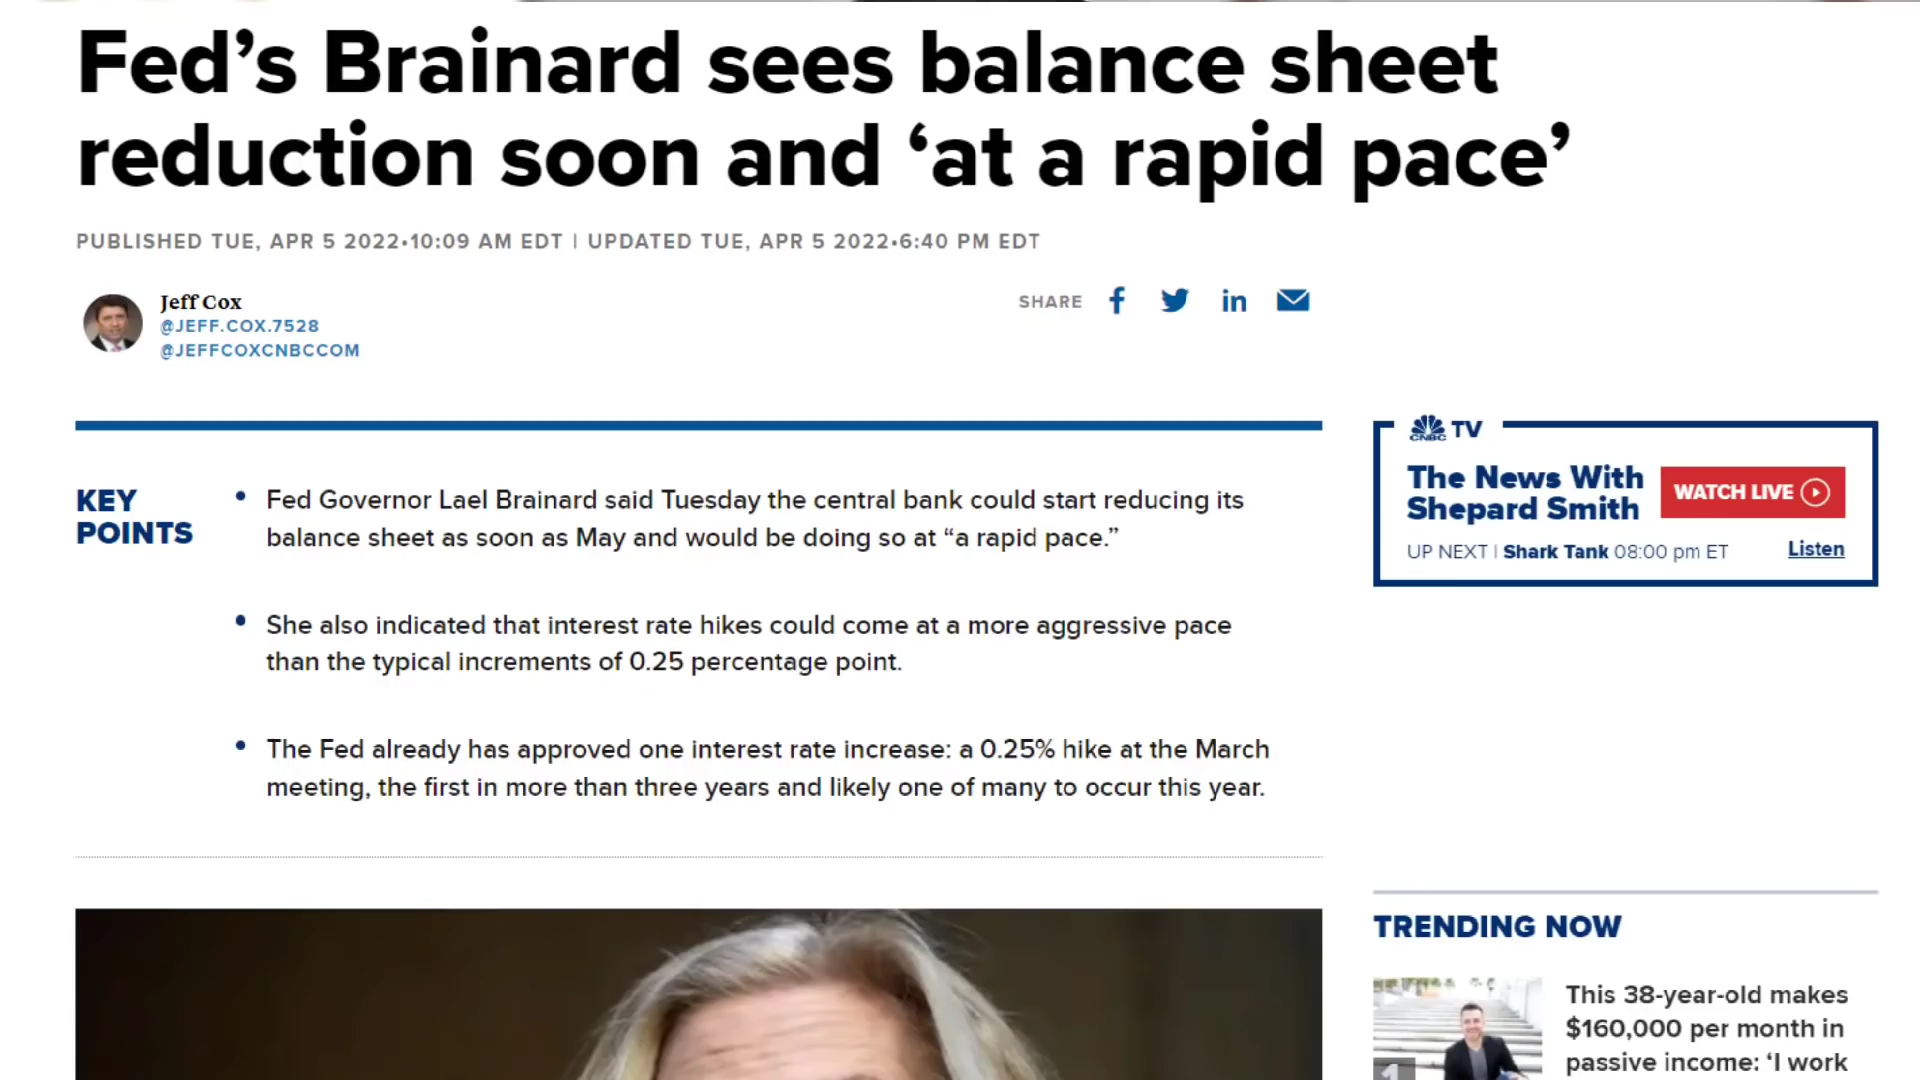 Fed’s Brainard sees balance sheet
reduction soon and ‘at a rapid pace’
PUBLISHED TUE, APR 5 2022•10:09 AM EDT | UPDATED TUE, APR 5 2022•6:40 PM EDT
Jeff Cox
@JEFF.COX.7528
@JEFFCOXCNBCCOM
SHARE
KEY
POINTS
• Fed Governor Lael Brainard said Tuesday the central bank could start reducing its
balance sheet as soon as May and would be doing so at “a rapid pace.”
• She also indicated that interest rate hikes could come at a more aggressive pace
than the typical increments of 0.25 percentage point.
• The Fed already has approved one interest rate increase: a 0.25% hike at the March
meeting, the first in more than three years and likely one of many to occur this year.
CNBC TV
The News With
Shepard Smith
WATCH LIVE
UP NEXT | Shark Tank 08:00 pm ET
Listen
TRENDING NOW
1
This 38-year-old makes
$160,000 per month in
passive income: ‘I work